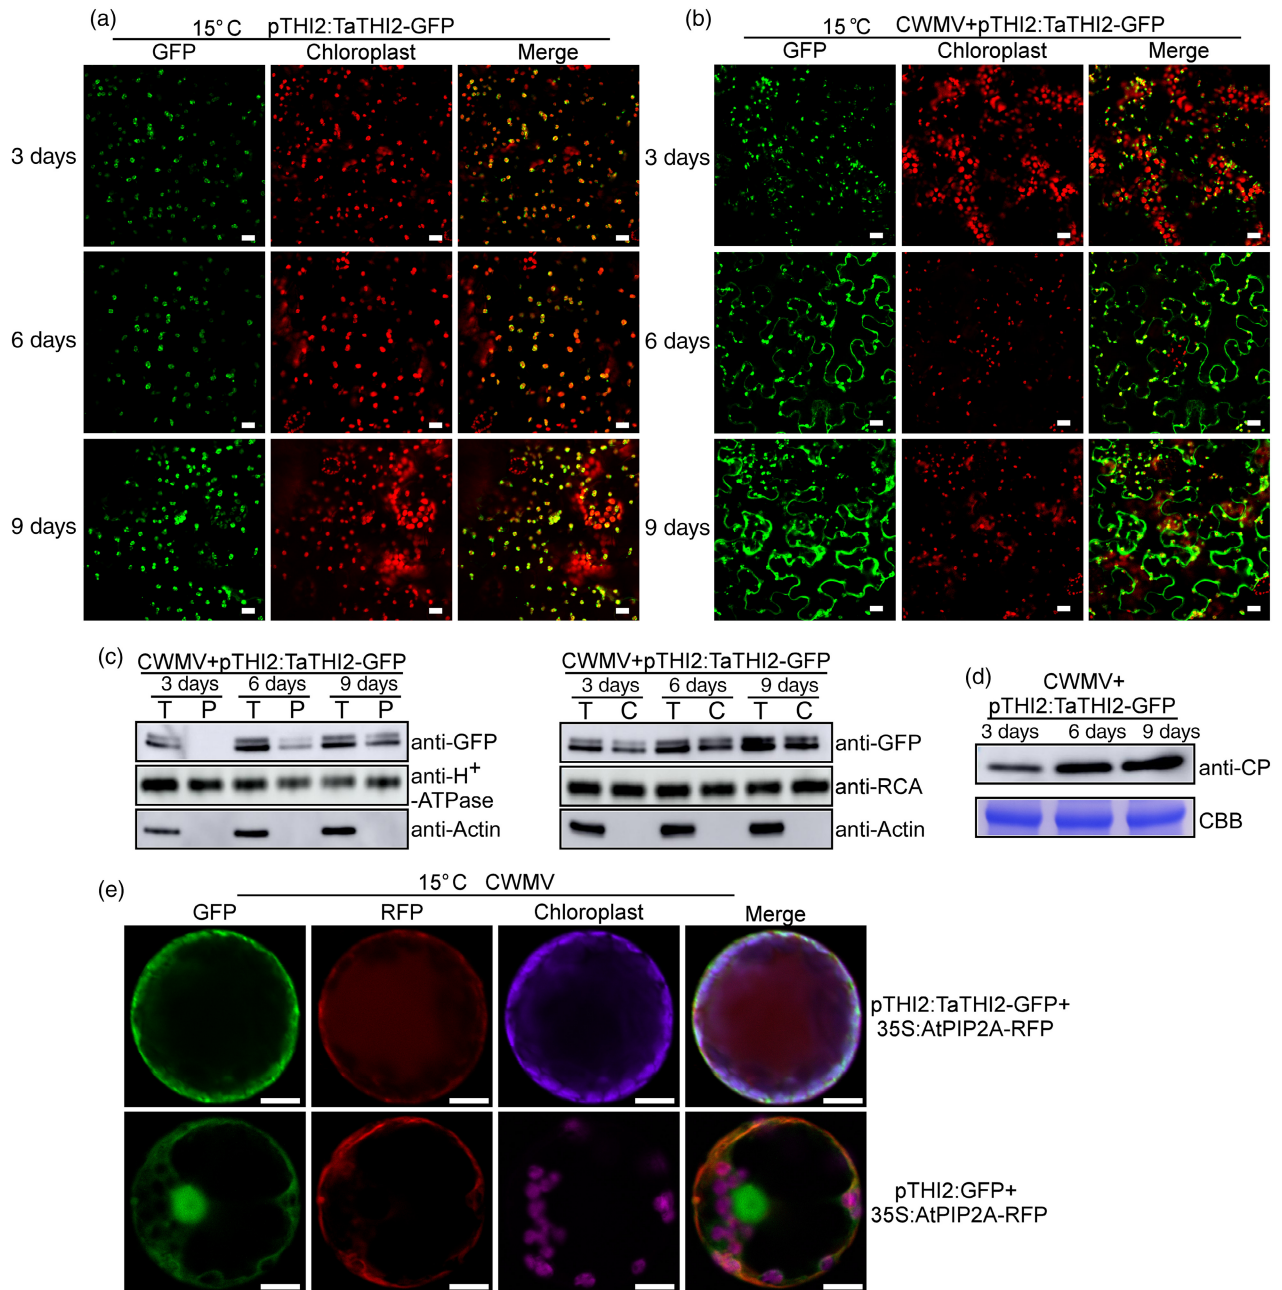 (a)
15°C pTHI2:TaTHI2-GFP
GFP Chloroplast Merge
3 days
6 days
9 days
(b)
15°C CWMV+pTHI2:TaTHI2-GFP
GFP Chloroplast Merge
3 days
6 days
9 days
(c)
CWMV+pTHI2:TaTHI2-GFP
3 days 6 days 9 days
T P T P T P
anti-GFP
anti-H+
-ATPase
anti-Actin
CWMV+pTHI2:TaTHI2-GFP
3 days 6 days 9 days
T C T C T C
anti-GFP
anti-RCA
anti-Actin
(d)
CWMV+
pTHI2:TaTHI2-GFP
3 days 6 days 9 days
anti-CP
CBB
(e)
15°C CWMV
GFP RFP Chloroplast Merge
pTHI2:TaTHI2-GFP+
35S:AtPIP2A-RFP
pTHI2:GFP+
35S:AtPIP2A-RFP